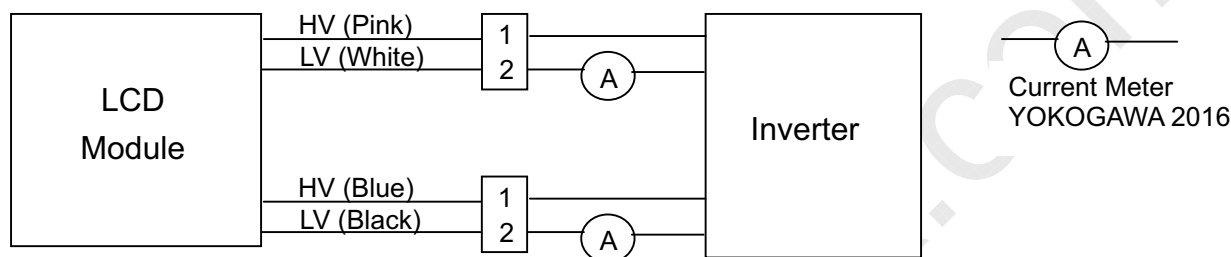 HV (Pink)
LV (White)
1
2
A
LCD
Module
Inverter
HV (Blue)
LV (Black)
1
2
A
A
Current Meter
YOKOGAWA 2016